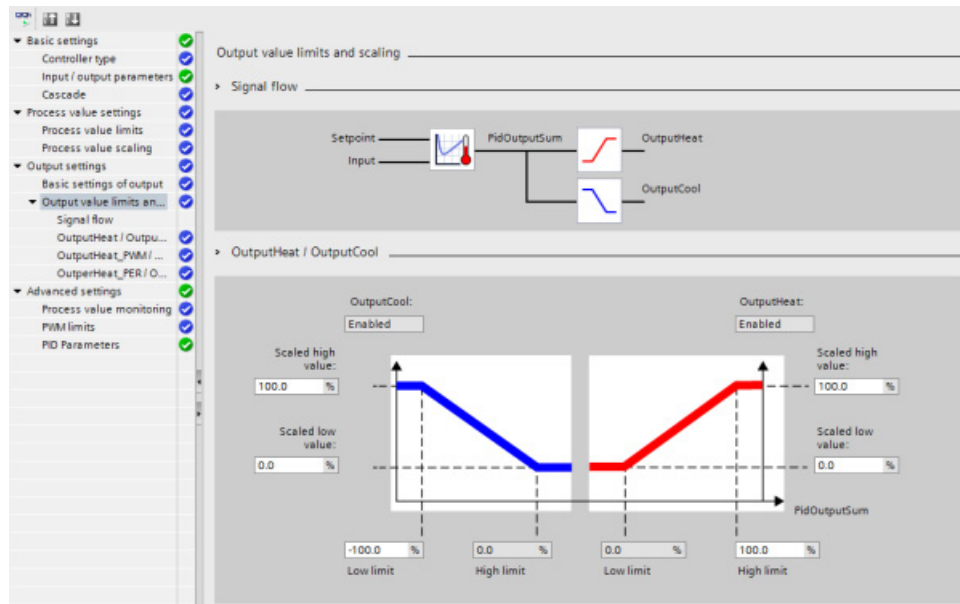 Basic settings
Controller type
Input / output parameters
Cascade
Process value settings
Process value limits
Process value scaling
Output settings
Basic settings of output
Output value limits an...
Signal flow
OutputHeat / Outpu...
OutputHeat_PWM / ...
OutperHeat_PER / O...
Advanced settings
Process value monitoring
PWM limits
PID Parameters
Output value limits and scaling
Signal flow
Setpoint
Input
PidOutputSum
OutputHeat
OutputCool
OutputHeat / OutputCool
OutputCool:
Enabled
OutputHeat:
Enabled
Scaled high
value:
100.0 %
Scaled low
value:
0.0 %
Scaled high
value:
100.0 %
Scaled low
value:
0.0 %
PidOutputSum
-100.0 % 0.0 % 0.0 % 100.0 %
Low limit High limit Low limit High limit